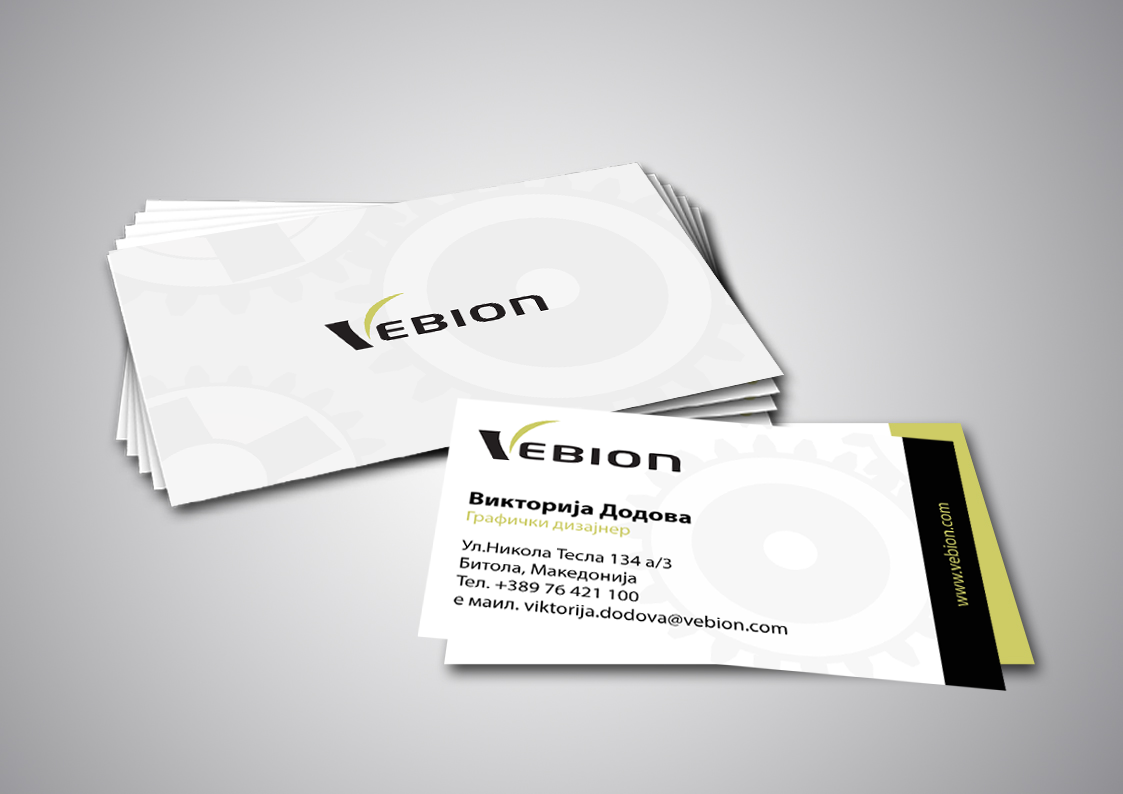 VEBION
VEBION
Викторија Додова
Графички дизајнер
Ул.Никола Тесла 134 а/3
Битола, Македонија
Тел. +389 76 421 100
е маил. viktorija.dodova@vebion.com
www.vebion.com